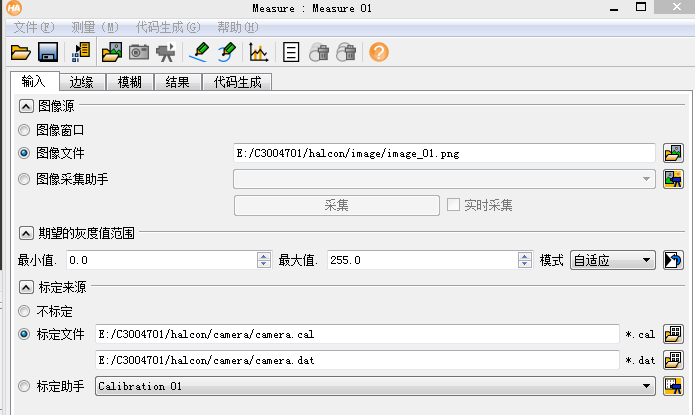 HA Measure : Measure 01
文件(F) 测量(M) 代码生成(G) 帮助(H)
输入 边缘 模糊 结果 代码生成
图像源
图像窗口
图像文件 E:/C3004701/halcon/image/image_01.png
图像采集助手
采集 实时采集
期望的灰度值范围
最小值. 0.0 最大值. 255.0 模式 自适应
标定来源
不标定
标定文件 E:/C3004701/halcon/camera/camera.cal *.cal
E:/C3004701/halcon/camera/camera.dat *.dat
标定助手 Calibration 01